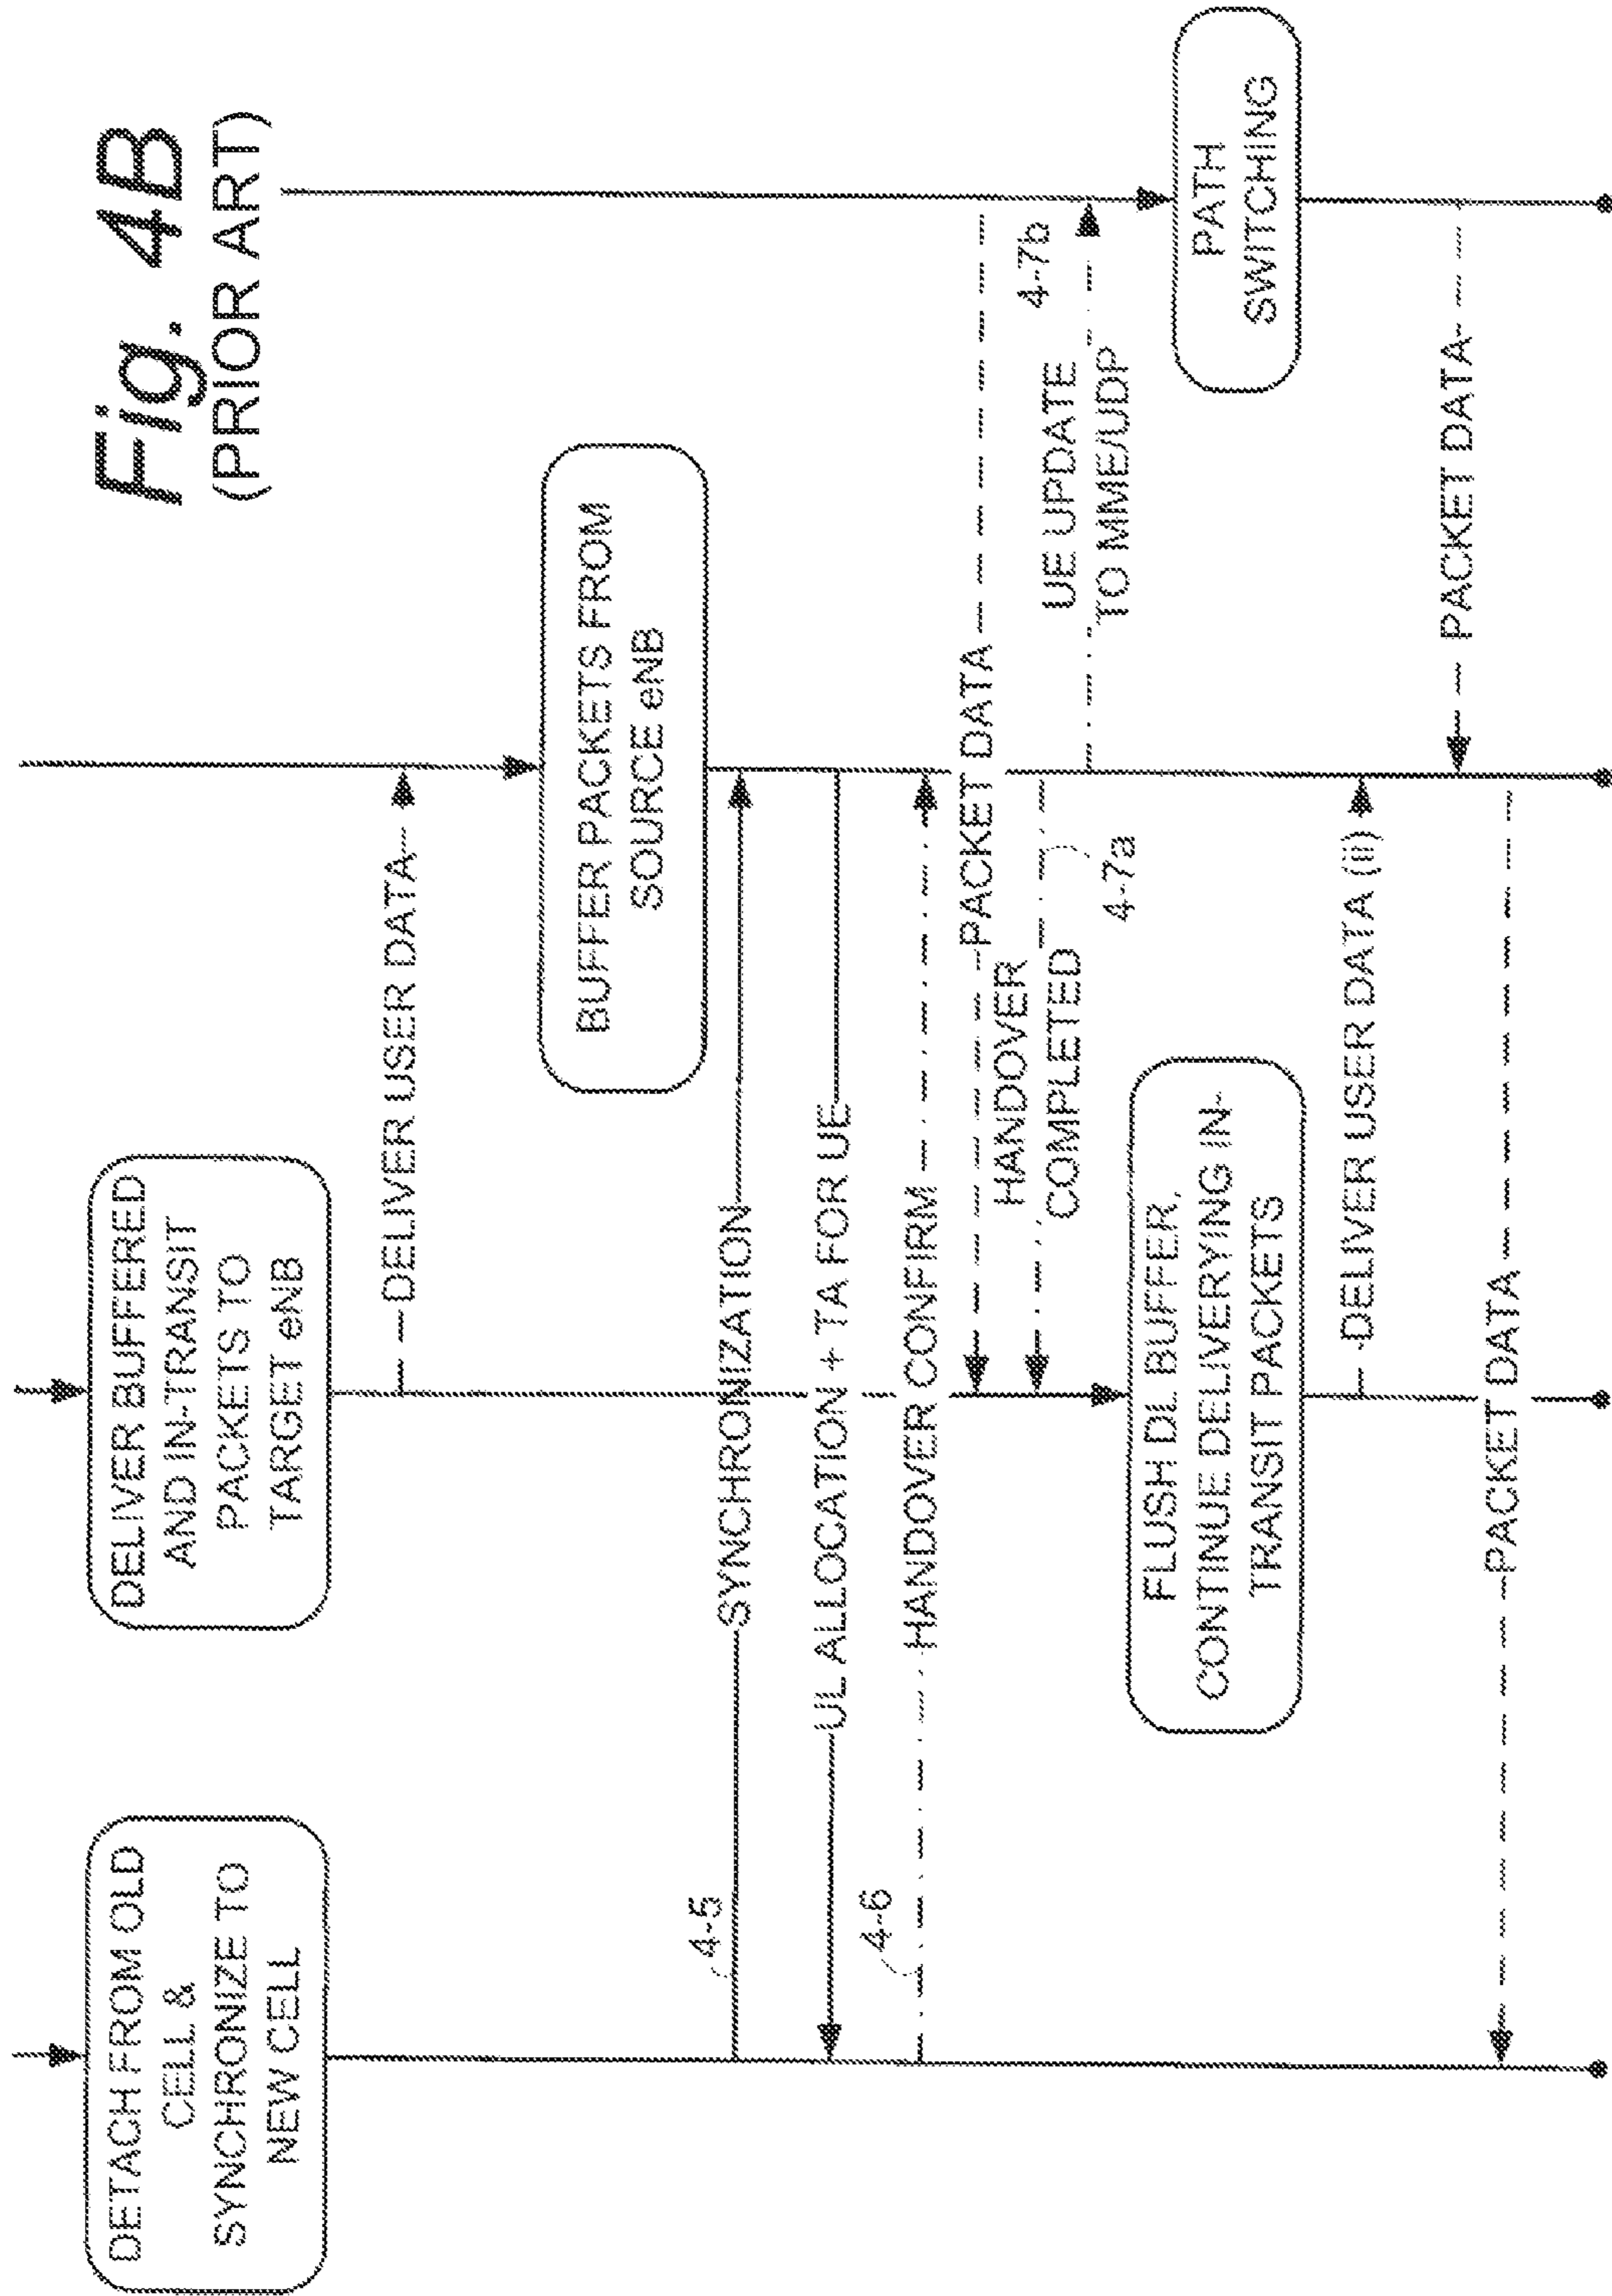 Fig. 4B
(PRIOR ART)
DETACH FROM OLD
CELL &
SYNCHRONIZE TO
NEW CELL
DELIVER BUFFERED
AND IN-TRANSIT
PACKETS TO
TARGET eNB
DELIVER USER DATA
BUFFER PACKETS FROM
SOURCE eNB
4-5
SYNCHRONIZATION
UL ALLOCATION + TA FOR UE
4-6
HANDOVER CONFIRM
PACKET DATA
HANDOVER
COMPLETED
4-7a
4-7b
UE UPDATE
TO MME/UDP
FLUSH DL BUFFER,
CONTINUE DELIVERYING IN-
TRANSIT PACKETS
PATH
SWITCHING
DELIVER USER DATA (ii)
PACKET DATA
PACKET DATA